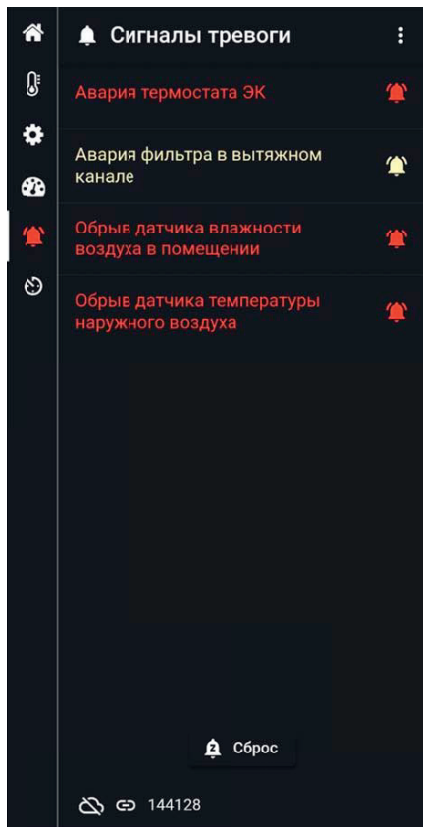 Сигналы тревоги
Авария термостата ЭК
Авария фильтра в вытяжном
канале
Обрыв датчика влажности
воздуха в помещении
Обрыв датчика температуры
наружного воздуха
Сброс
144128